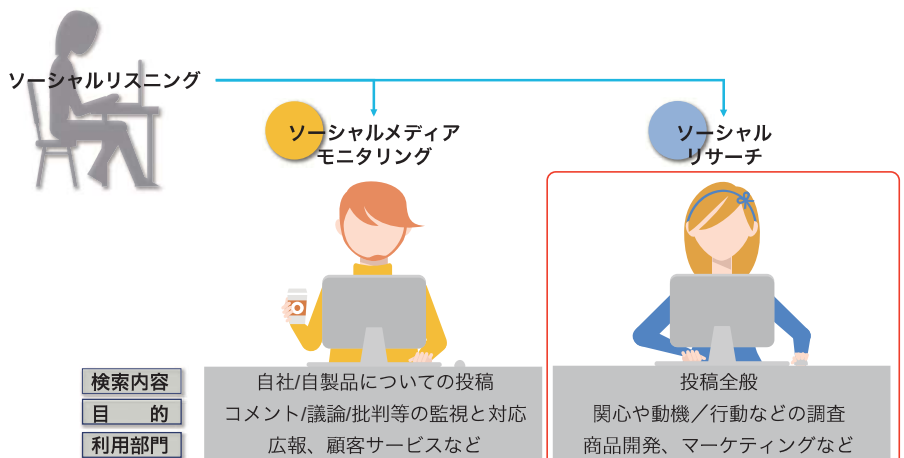 ソーシャルリスニング
ソーシャルメディア
モニタリング
ソーシャル
リサーチ
検索内容
自社/自製品についての投稿
投稿全般
目　的
コメント/議論/批判等の監視と対応
関心や動機／行動などの調査
利用部門
広報、顧客サービスなど
商品開発、マーケティングなど